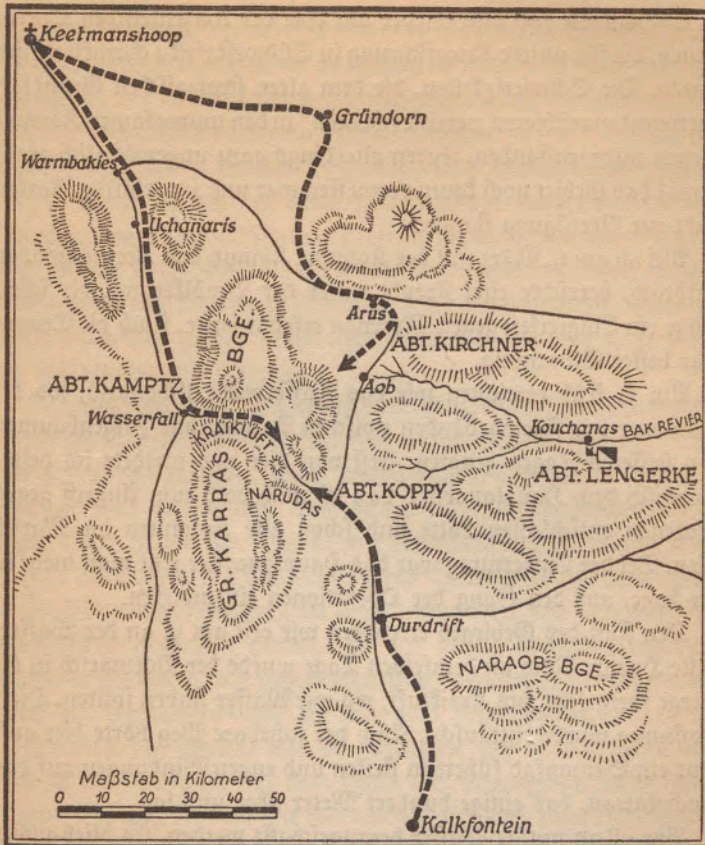 Keetmanshoop
Gründorn
Warmbakies
Uchanaris
Arus
BGE.
ABT. KIRCHNER
ABT. KAMPTZ
Aob
Wasserfall
KRAIKLUFT
Kouchanas BAK REVIER
GR. KARRAS
NARUDAS
ABT. KOPPY
ABT. LENGERKE
Durdrift
NARAOB BGE.
Maßstab in Kilometer
0 10 20 30 40 50
Kalkfontein